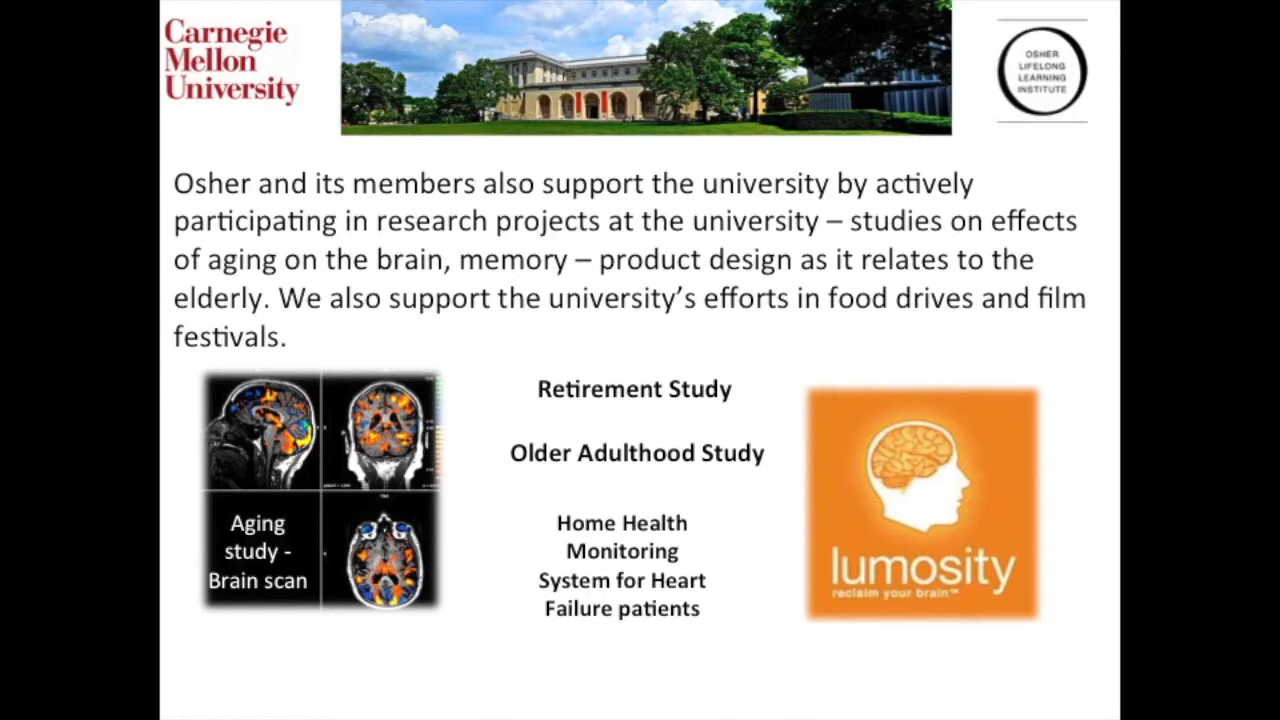 Carnegie
Mellon
University
OSHER
LIFELONG
LEARNING
INSTITUTE
Osher and its members also support the university by actively
participating in research projects at the university – studies on effects
of aging on the brain, memory – product design as it relates to the
elderly. We also support the university's efforts in food drives and film
festivals.
Aging
study -
Brain scan
Retirement Study
Older Adulthood Study
Home Health
Monitoring
System for Heart
Failure patients
lumosity
reclaim your brain™